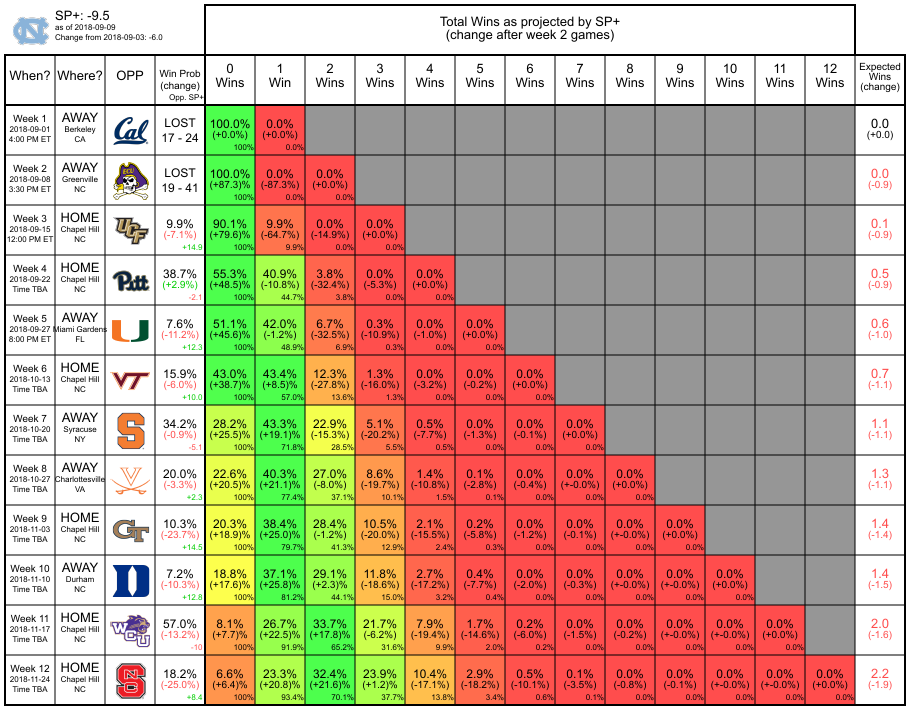 SP+: -9.5
as of 2018-09-09
Change from 2018-09-03: -6.0
Total Wins as projected by SP+
(change after week 2 games)
When? Where? OPP Win Prob (change) Opp. SP+ 0 Wins 1 Win 2 Wins 3 Wins 4 Wins 5 Wins 6 Wins 7 Wins 8 Wins 9 Wins 10 Wins 11 Wins 12 Wins Expected Wins (change)
Week 1 AWAY Cal LOST 100.0% 0.0% 0.0
2018-09-01 Berkeley 17 - 24 (+0.0%) (+0.0%) (+0.0)
4:00 PM ET CA 100% 0.0%
Week 2 AWAY ECU LOST 100.0% 0.0% 0.0% 0.0
2018-09-08 Greenville 19 - 41 (+87.3)% (-87.3%) (+0.0%) (-0.9)
3:30 PM ET NC 100% 0.0% 0.0%
Week 3 HOME UCF 9.9% 90.1% 9.9% 0.0% 0.0% 0.1
2018-09-15 Chapel Hill (-7.1%) (+79.6)% (-64.7%) (-14.9%) (+0.0%) (-0.9)
12:00 PM ET NC +14.9 100% 9.9% 0.0% 0.0%
Week 4 HOME Pitt 38.7% 55.3% 40.9% 3.8% 0.0% 0.0% 0.5
2018-09-22 Chapel Hill (+2.9%) (+48.5)% (-10.8%) (-32.4%) (-5.3%) (+0.0%) (-0.9)
Time TBA NC -2.1 100% 44.7% 3.8% 0.0% 0.0%
Week 5 AWAY U 7.6% 51.1% 42.0% 6.7% 0.3% 0.0% 0.0% 0.6
2018-09-27 Miami Gardens (-11.2%) (+45.6)% (-1.2%) (-32.5%) (-10.9%) (-1.0%) (+0.0%) (-1.0)
8:00 PM ET FL +12.3 100% 48.9% 6.9% 0.3% 0.0% 0.0%
Week 6 HOME VT 15.9% 43.0% 43.4% 12.3% 1.3% 0.0% 0.0% 0.0% 0.7
2018-10-13 Chapel Hill (-6.0%) (+38.7)% (+8.5)% (-27.8%) (-16.0%) (-3.2%) (-0.2%) (+0.0%) (-1.1)
Time TBA NC +10.0 100% 57.0% 13.6% 1.3% 0.0% 0.0% 0.0%
Week 7 AWAY S 34.2% 28.2% 43.3% 22.9% 5.1% 0.5% 0.0% 0.0% 0.0% 1.1
2018-10-20 Syracuse (-0.9%) (+25.5)% (+19.1)% (-15.3%) (-20.2%) (-7.7%) (-1.3%) (-0.1%) (+0.0%) (-1.1)
Time TBA NY -5.1 100% 71.8% 28.5% 5.5% 0.5% 0.0% 0.0% 0.0%
Week 8 AWAY V 20.0% 22.6% 40.3% 27.0% 8.6% 1.4% 0.1% 0.0% 0.0% 0.0% 1.3
2018-10-27 Charlottesville (-3.3%) (+20.5)% (+21.1)% (-8.0%) (-19.7%) (-10.8%) (-2.8%) (-0.4%) (+-0.0%) (+0.0%) (-1.1)
Time TBA VA +2.3 100% 77.4% 37.1% 10.1% 1.5% 0.1% 0.0% 0.0% 0.0%
Week 9 HOME GT 10.3% 20.3% 38.4% 28.4% 10.5% 2.1% 0.2% 0.0% 0.0% 0.0% 0.0% 1.4
2018-11-03 Chapel Hill (-23.7%) (+18.9)% (+25.0)% (-1.2%) (-20.0%) (-15.5%) (-5.8%) (-1.2%) (-0.1%) (+-0.0%) (+0.0%) (-1.4)
Time TBA NC +14.5 100% 79.7% 41.3% 12.9% 2.4% 0.3% 0.0% 0.0% 0.0% 0.0%
Week 10 AWAY D 7.2% 18.8% 37.1% 29.1% 11.8% 2.7% 0.4% 0.0% 0.0% 0.0% 0.0% 0.0% 1.4
2018-11-10 Durham (-10.3%) (+17.6)% (+25.8)% (+2.3)% (-18.6%) (-17.2%) (-7.7%) (-2.0%) (-0.3%) (+-0.0%) (+-0.0%) (+0.0%) (-1.5)
Time TBA NC +12.8 100% 81.2% 44.1% 15.0% 3.2% 0.4% 0.0% 0.0% 0.0% 0.0% 0.0%
Week 11 HOME WCU 57.0% 8.1% 26.7% 33.7% 21.7% 7.9% 1.7% 0.2% 0.0% 0.0% 0.0% 0.0% 0.0% 2.0
2018-11-17 Chapel Hill (-13.2%) (+7.7)% (+22.5)% (+17.8)% (-6.2%) (-19.4%) (-14.6%) (-6.0%) (-1.5%) (-0.2%) (+-0.0%) (+-0.0%) (+0.0%) (-1.6)
Time TBA NC -10 100% 91.9% 65.2% 31.6% 9.9% 2.0% 0.2% 0.0% 0.0% 0.0% 0.0% 0.0%
Week 12 HOME NCS 18.2% 6.6% 23.3% 32.4% 23.9% 10.4% 2.9% 0.5% 0.1% 0.0% 0.0% 0.0% 0.0% 0.0% 2.2
2018-11-24 Chapel Hill (-25.0%) (+6.4)% (+20.8)% (+21.6)% (+1.2)% (-17.1%) (-18.2%) (-10.1%) (-3.5%) (-0.8%) (-0.1%) (+-0.0%) (+-0.0%) (+0.0%) (-1.9)
Time TBA NC +8.4 100% 93.4% 70.1% 37.7% 13.8% 3.4% 0.6% 0.1% 0.0% 0.0% 0.0% 0.0% 0.0%